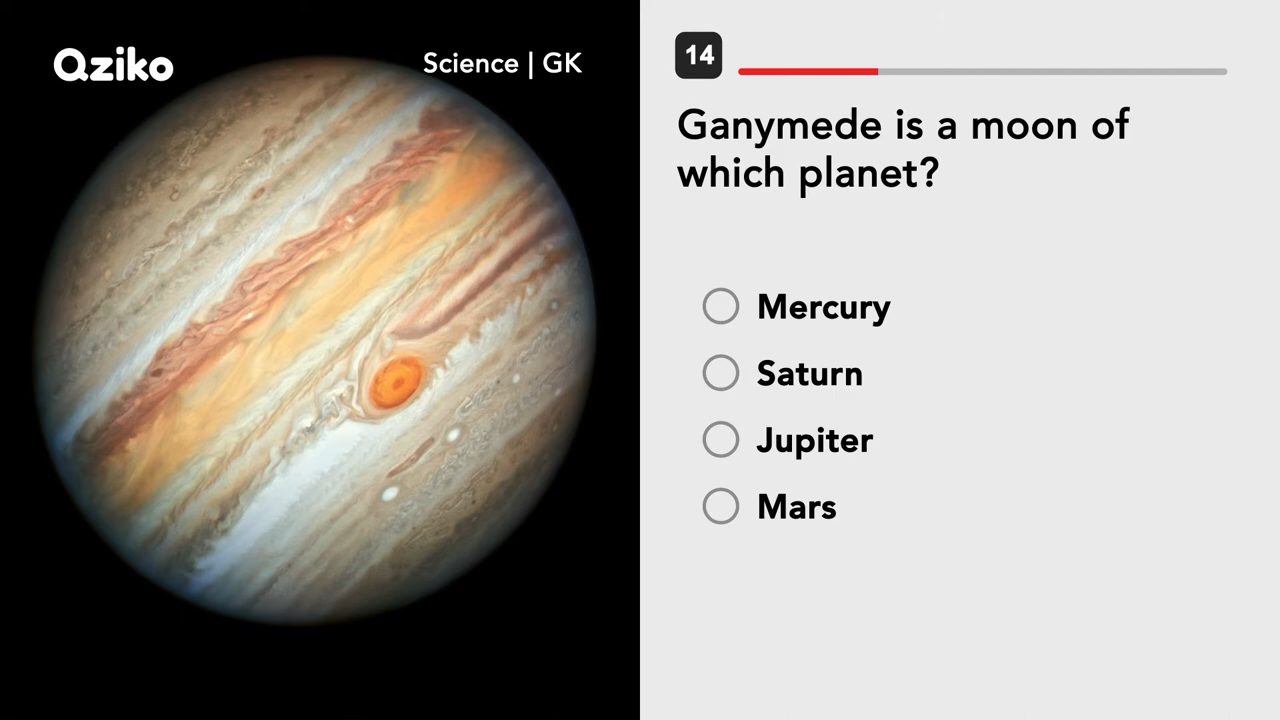 Qziko
Science | GK
14
Ganymede is a moon of
which planet?
Mercury
Saturn
Jupiter
Mars